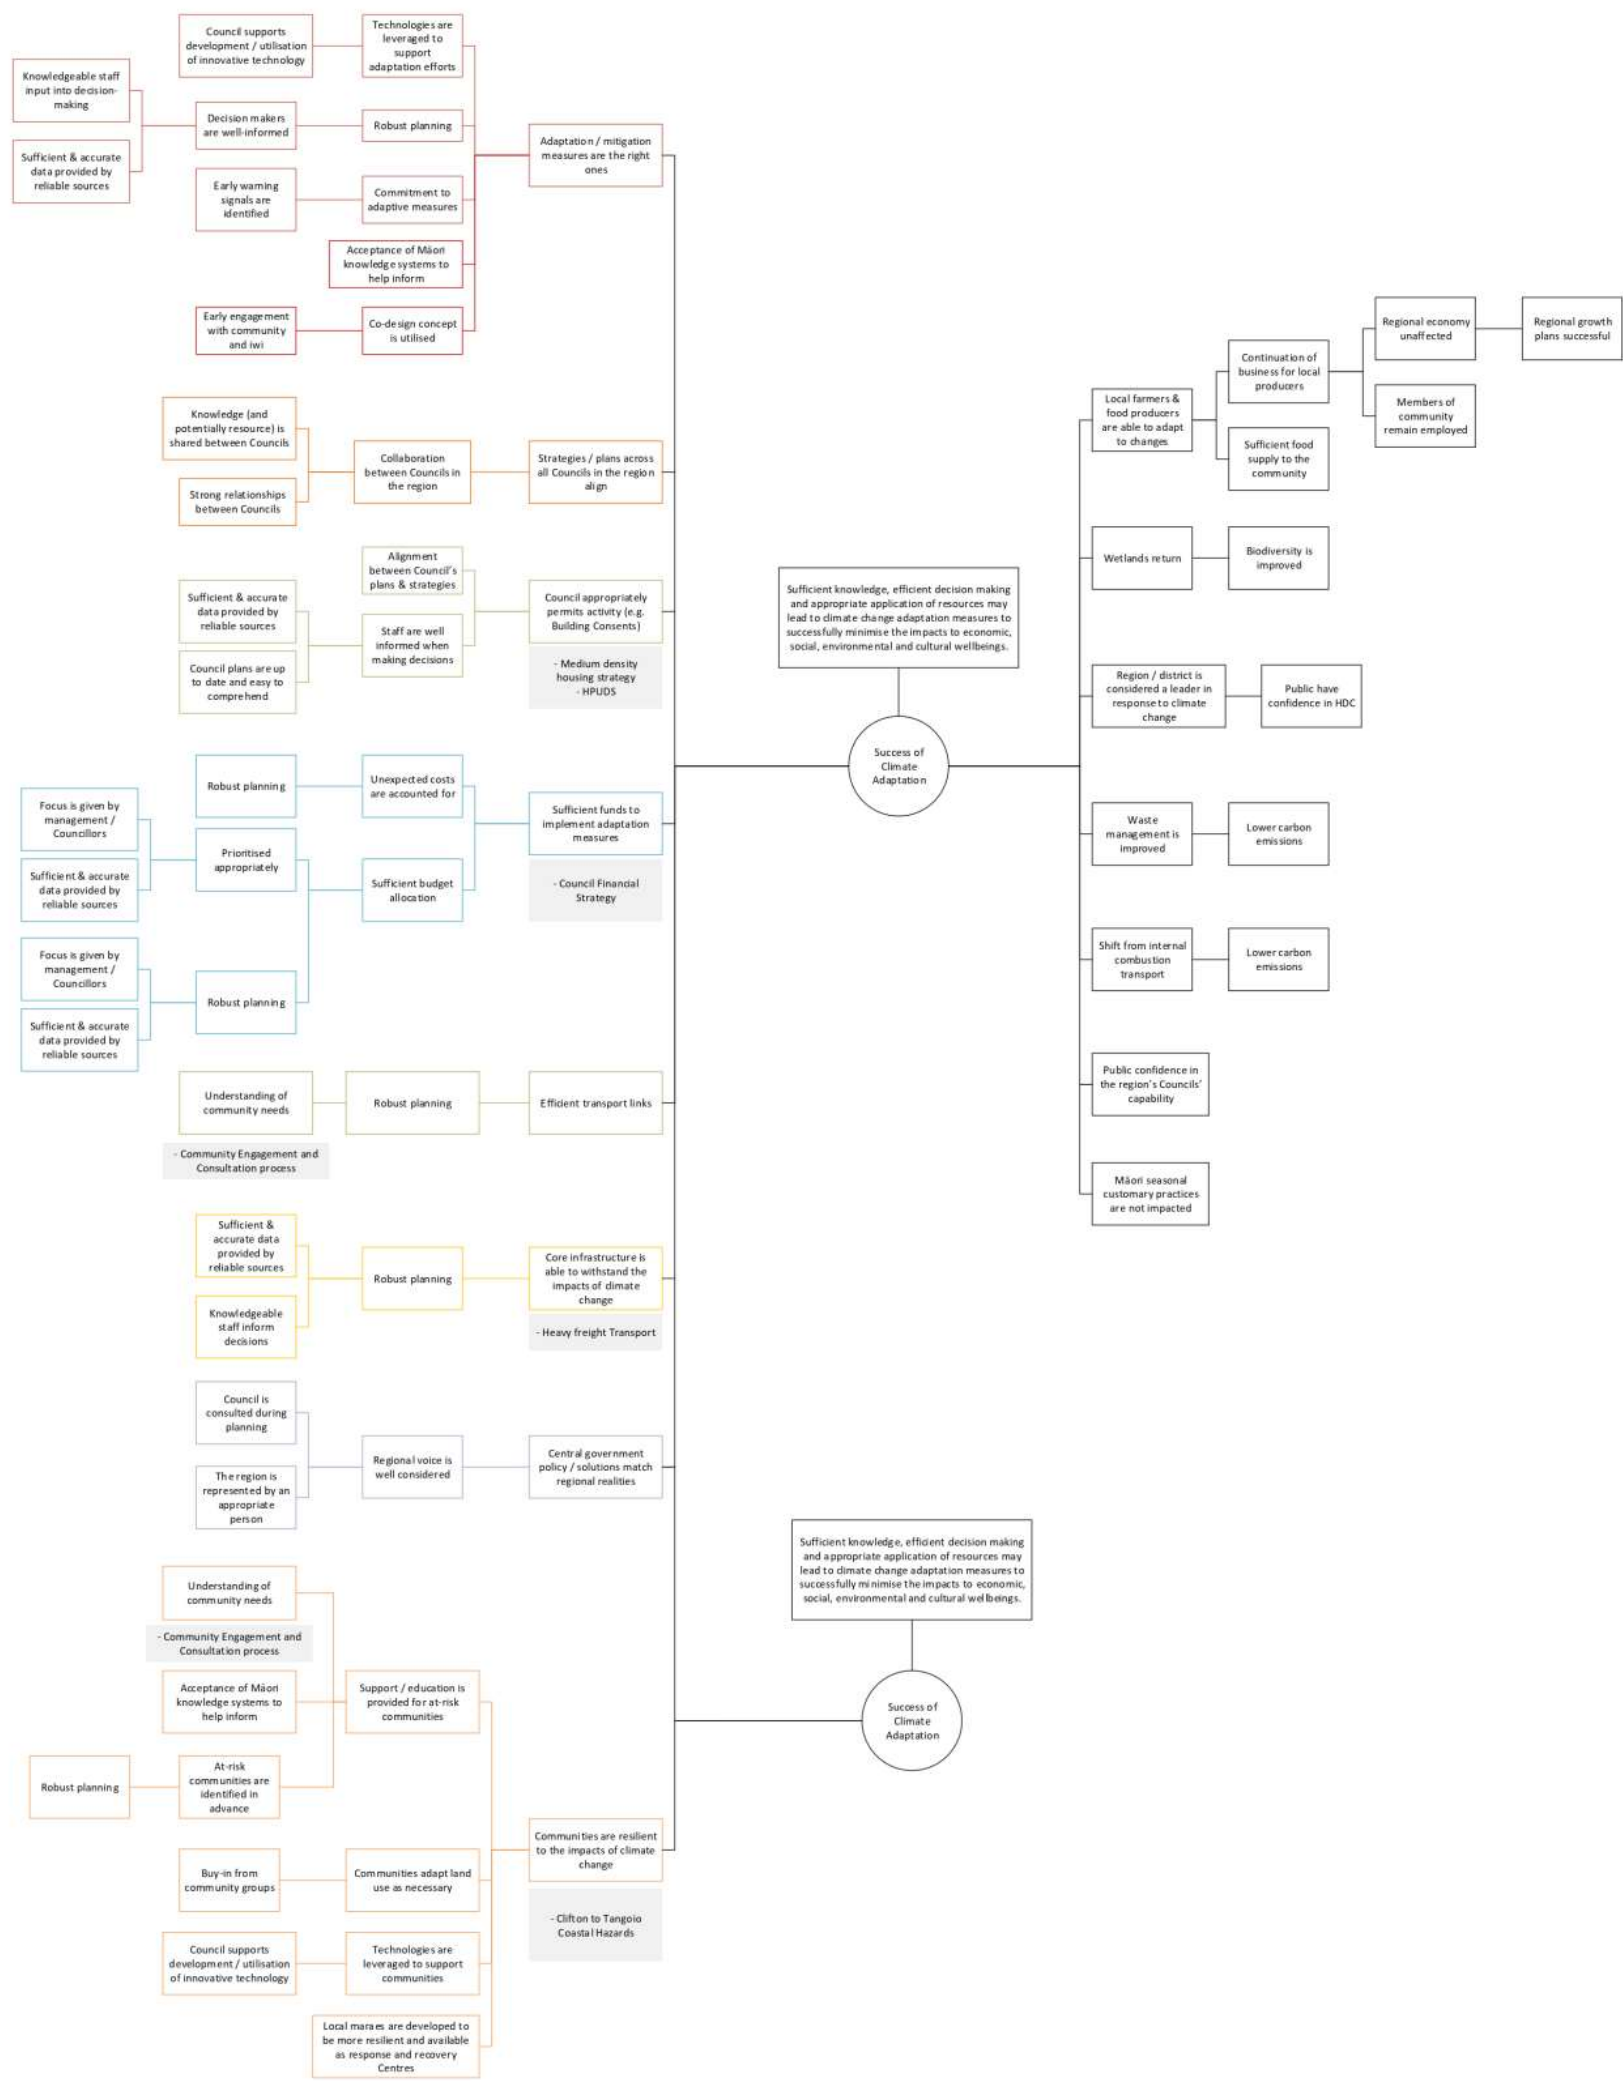 Council supports
development / utilisation
of innovative technology
Technologies are
leveraged to
support
adaptation efforts
Knowledgeable staff
input into decision-
making
Sufficient & accurate
data provided by
reliable sources
Decision makers
are well-informed
Robust planning
Early warning
signals are
identified
Commitment to
adaptive measures
Acceptance of Māori
knowledge systems to
help inform
Early engagement
with community
and iwi
Co-design concept
is utilised
Adaptation / mitigation
measures are the right
ones
Knowledge (and
potentially resource) is
shared between Councils
Strong relationships
between Councils
Collaboration
between Councils in
the region
Strategies / plans across
all Councils in the region
align
Alignment
between Council's
plans & strategies
Sufficient & accurate
data provided by
reliable sources
Council plans are up
to date and easy to
comprehend
Staff are well
informed when
making decisions
Council appropriately
permits activity (e.g.
Building Consents)
- Medium density
housing strategy
- HPUDS
Robust planning
Unexpected costs
are accounted for
Focus is given by
management /
Councillors
Sufficient & accurate
data provided by
reliable sources
Prioritised
appropriately
Sufficient budget
allocation
Focus is given by
management /
Councillors
Sufficient & accurate
data provided by
reliable sources
Robust planning
Sufficient funds to
implement adaptation
measures
- Council Financial
Strategy
Understanding of
community needs
- Community Engagement and
Consultation process
Robust planning
Efficient transport links
Sufficient &
accurate data
provided by
reliable sources
Knowledgeable
staff inform
decisions
Robust planning
Core infrastructure is
able to withstand the
impacts of climate
change
- Heavy freight Transport
Council is
consulted during
planning
The region is
represented by an
appropriate
person
Regional voice is
well considered
Central government
policy / solutions match
regional realities
Understanding of
community needs
- Community Engagement and
Consultation process
Acceptance of Māori
knowledge systems to
help inform
Robust planning
At-risk
communities are
identified in
advance
Support / education is
provided for at-risk
communities
Buy-in from
community groups
Communities adapt land
use as necessary
Council supports
development / utilisation
of innovative technology
Technologies are
leveraged to support
communities
Local maraes are developed to
be more resilient and available
as response and recovery
Centres
Communities are resilient
to the impacts of climate
change
- Clifton to Tangoio
Coastal Hazards
Sufficient knowledge, efficient decision making
and appropriate application of resources may
lead to climate change adaptation measures to
successfully minimise the impacts to economic,
social, environmental and cultural wellbeings.
Success of
Climate
Adaptation
Sufficient knowledge, efficient decision making
and appropriate application of resources may
lead to climate change adaptation measures to
successfully minimise the impacts to economic,
social, environmental and cultural wellbeings.
Success of
Climate
Adaptation
Local farmers &
food producers
are able to adapt
to changes
Continuation of
business for local
producers
Regional economy
unaffected
Regional growth
plans successful
Members of
community
remain employed
Sufficient food
supply to the
community
Wetlands return
Biodiversity is
improved
Region / district is
considered a leader in
response to climate
change
Public have
confidence in HDC
Waste
management is
improved
Lower carbon
emissions
Shift from internal
combustion
transport
Lower carbon
emissions
Public confidence in
the region's Councils'
capability
Māori seasonal
customary practices
are not impacted